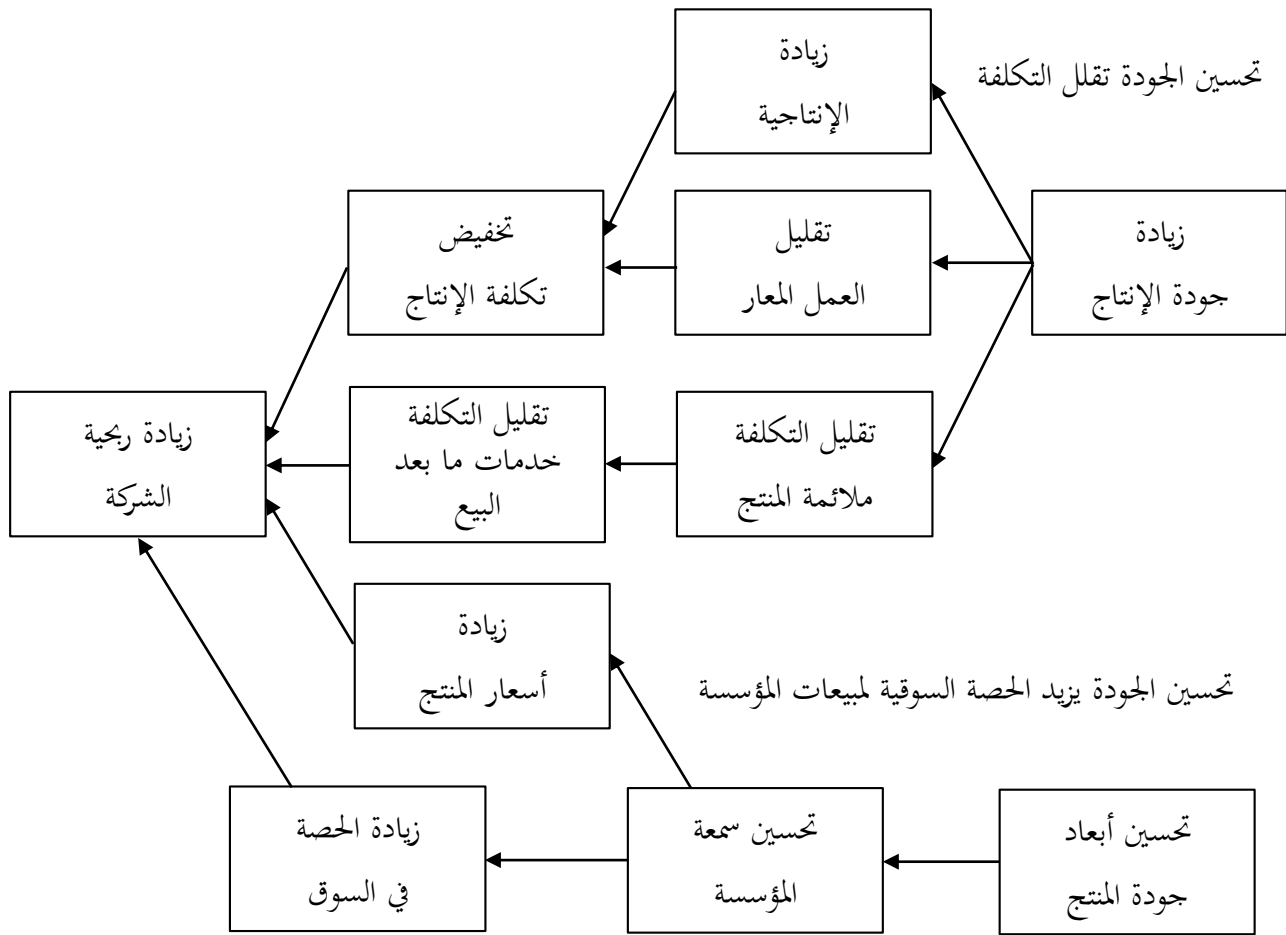 زيادة
الإنتاجية
تحسين الجودة تقلل التكلفة
زيادة
جودة الإنتاج
تقليل
العمل المعار
تخفيض
تكلفة الإنتاج
تقليل التكلفة
ملائمة المنتج
تقليل التكلفة
خدمات ما بعد
البيع
زيادة ربحية
الشركة
زيادة
أسعار المنتج
تحسين الجودة يزيد الحصة السوقية لمبيعات المؤسسة
تحسين أبعاد
جودة المنتج
تحسين سمعة
المؤسسة
زيادة الحصة
في السوق